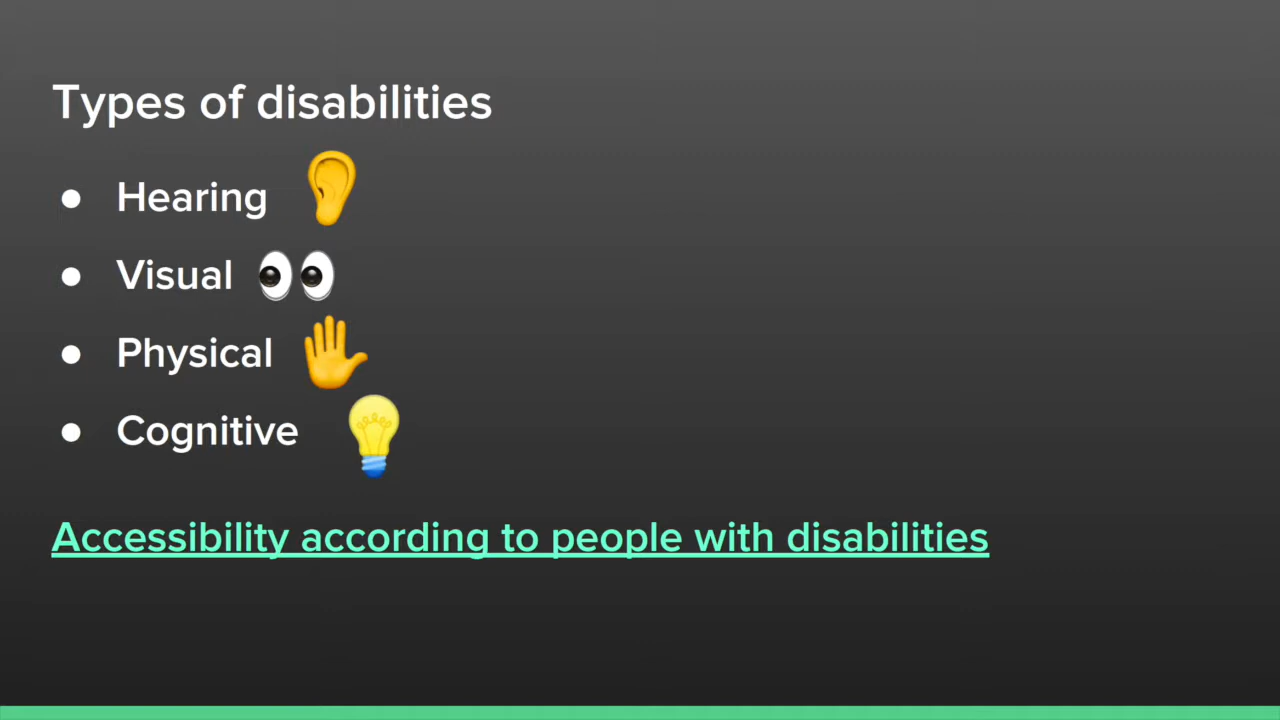 Types of disabilities
● Hearing 👂
● Visual 👀
● Physical ✋
● Cognitive 💡
Accessibility according to people with disabilities